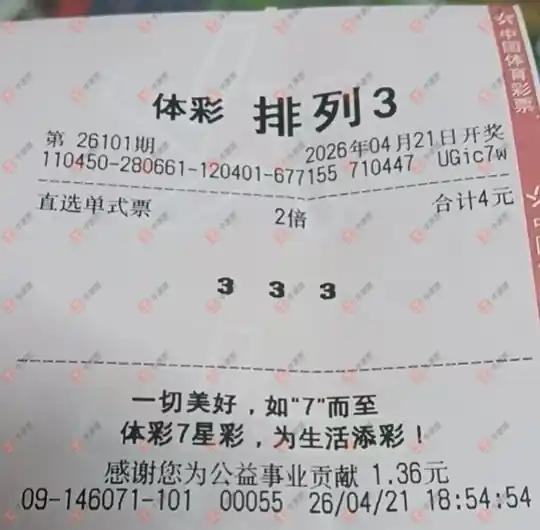 中国体育彩票
体彩 排列3
第 26101期 2026年04月21日开奖
110450-280661-120401-677155 710447 UGic7w
直选单式票 2倍 合计4元
3 3 3
一切美好，如"7"而至
体彩7星彩，为生活添彩！
感谢您为公益事业贡献 1.36元
09-146071-101 00055 26/04/21 18:54:54